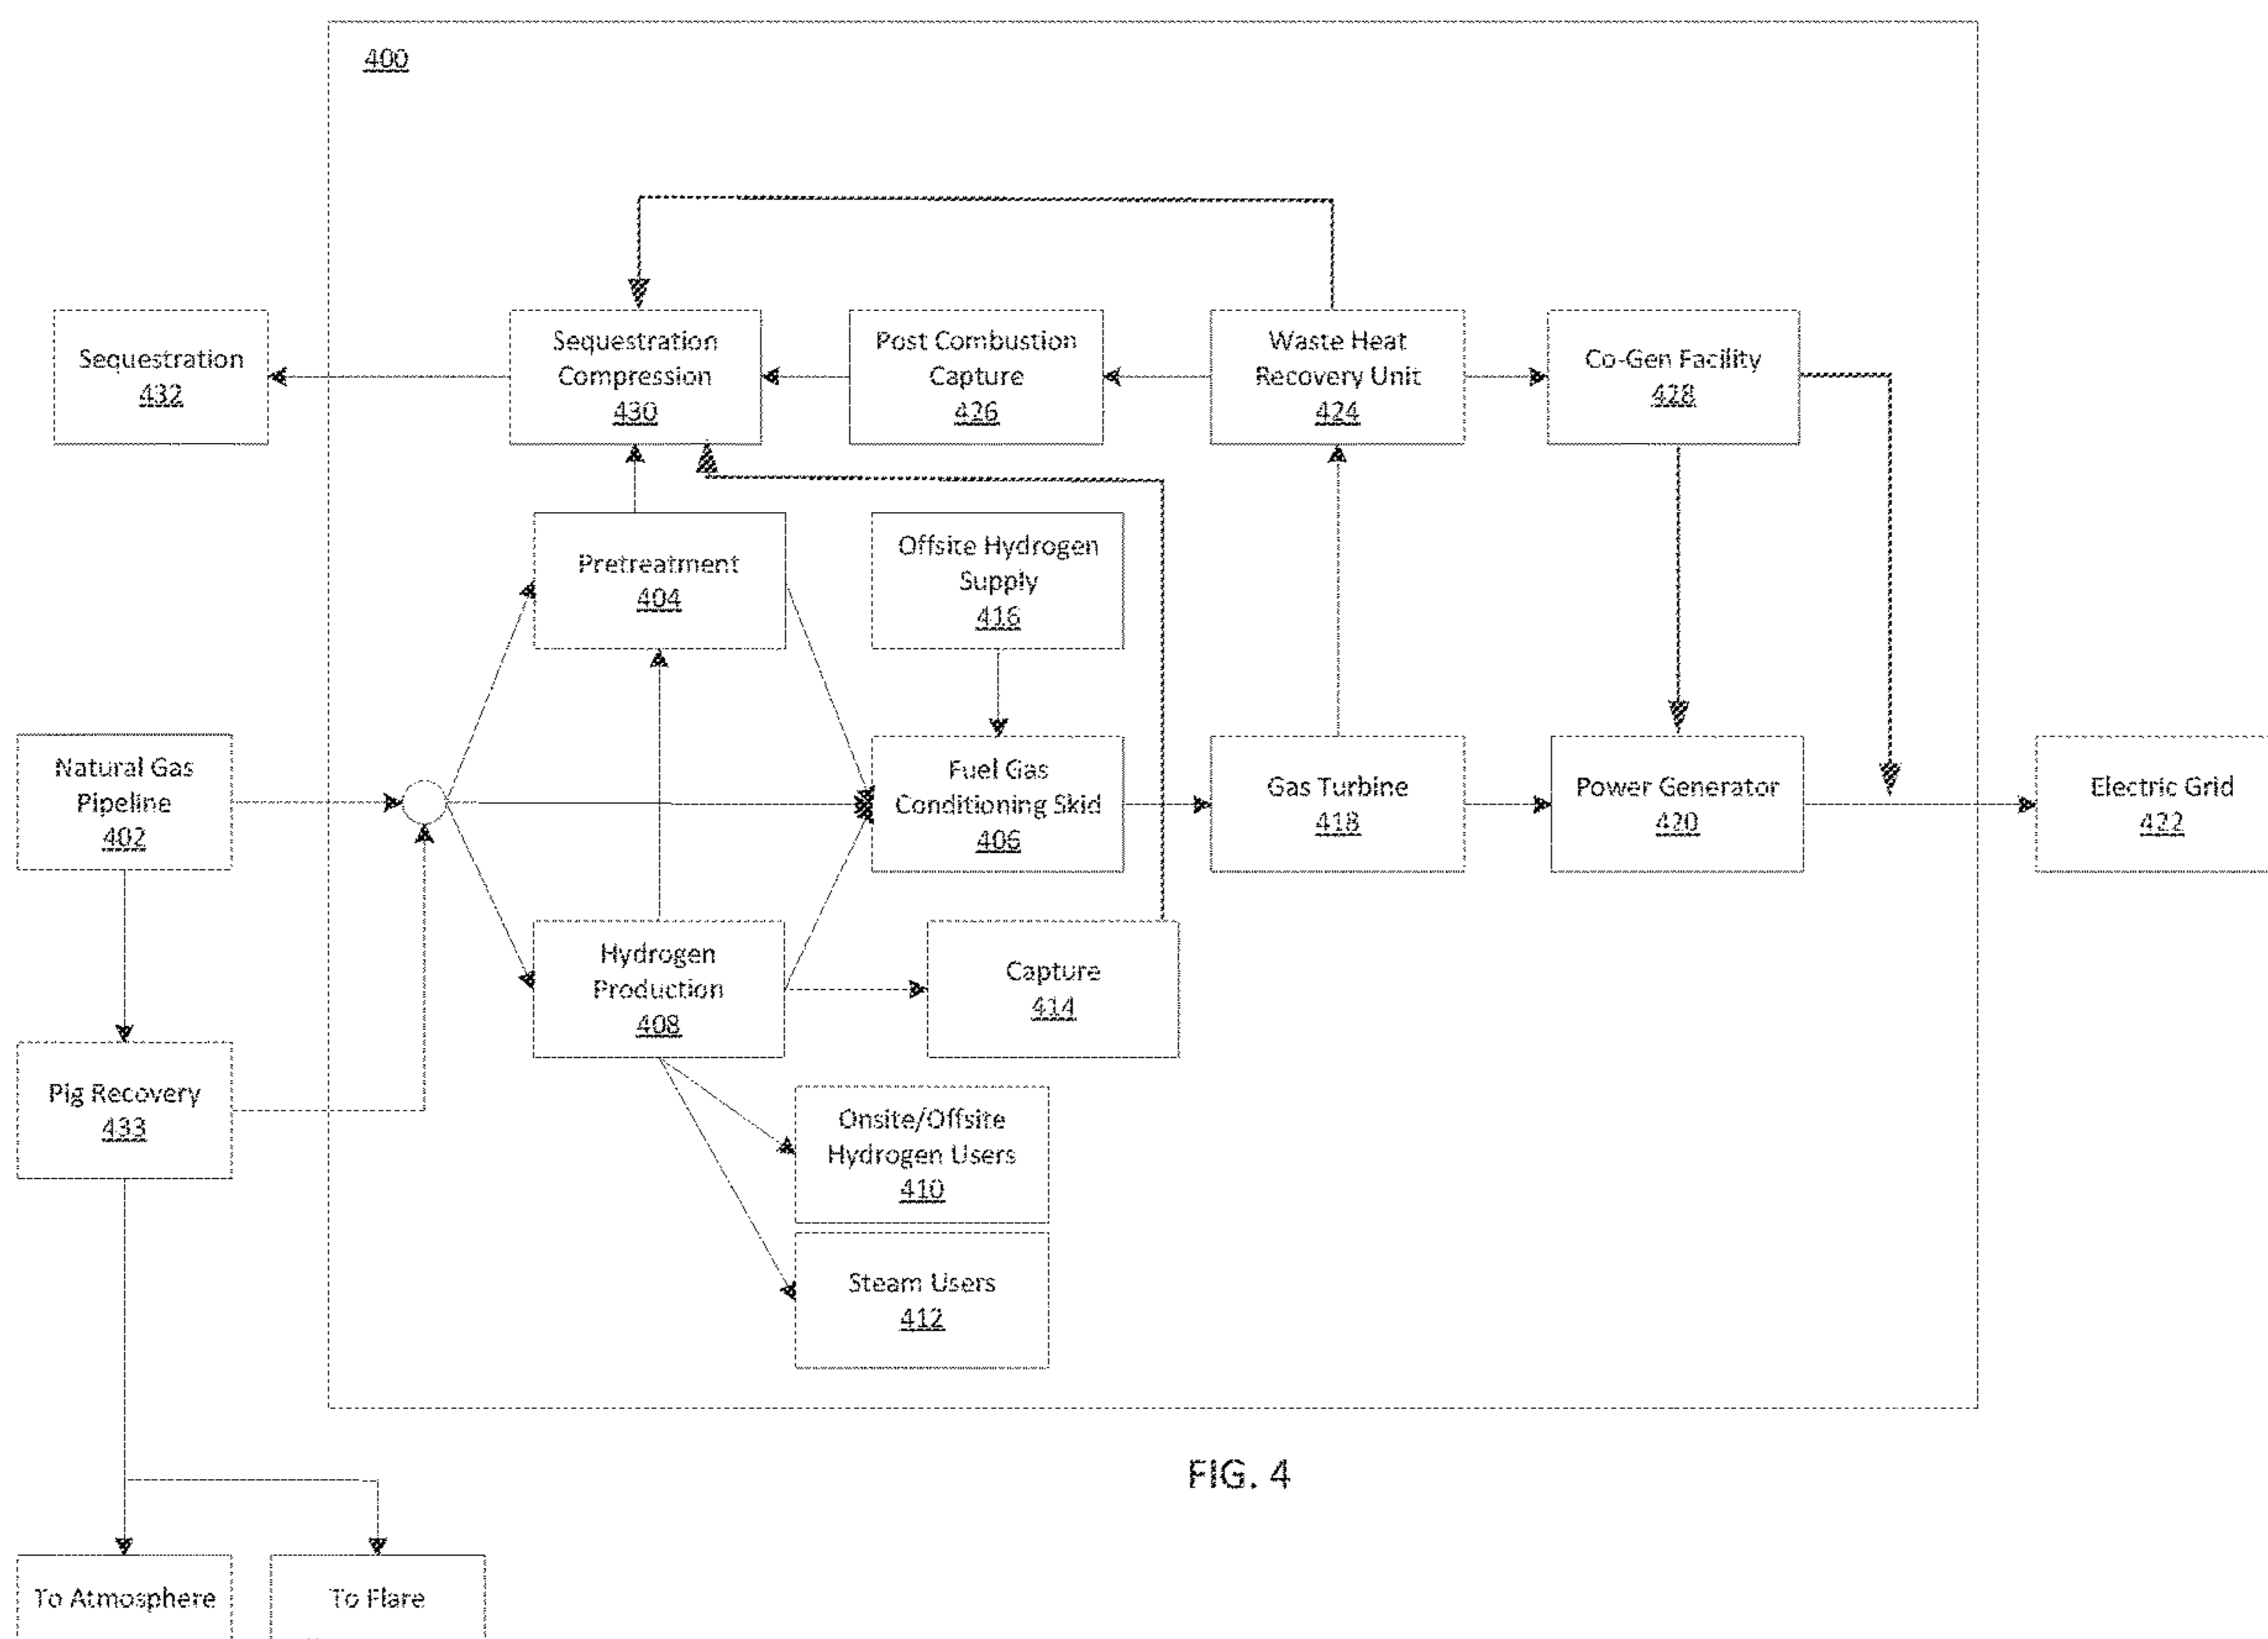 400
Sequestration
432
Sequestration
Compression
430
Post Combustion
Capture
426
Waste Heat
Recovery Unit
424
Co-Gen Facility
428
Pretreatment
404
Offsite Hydrogen
Supply
416
Natural Gas
Pipeline
402
Fuel Gas
Conditioning Skid
406
Gas Turbine
418
Power Generator
420
Electric Grid
422
Hydrogen
Production
408
Capture
414
Pig Recovery
433
Onsite/Offsite
Hydrogen Users
410
Steam Users
412
FIG. 4
To Atmosphere
To Flare